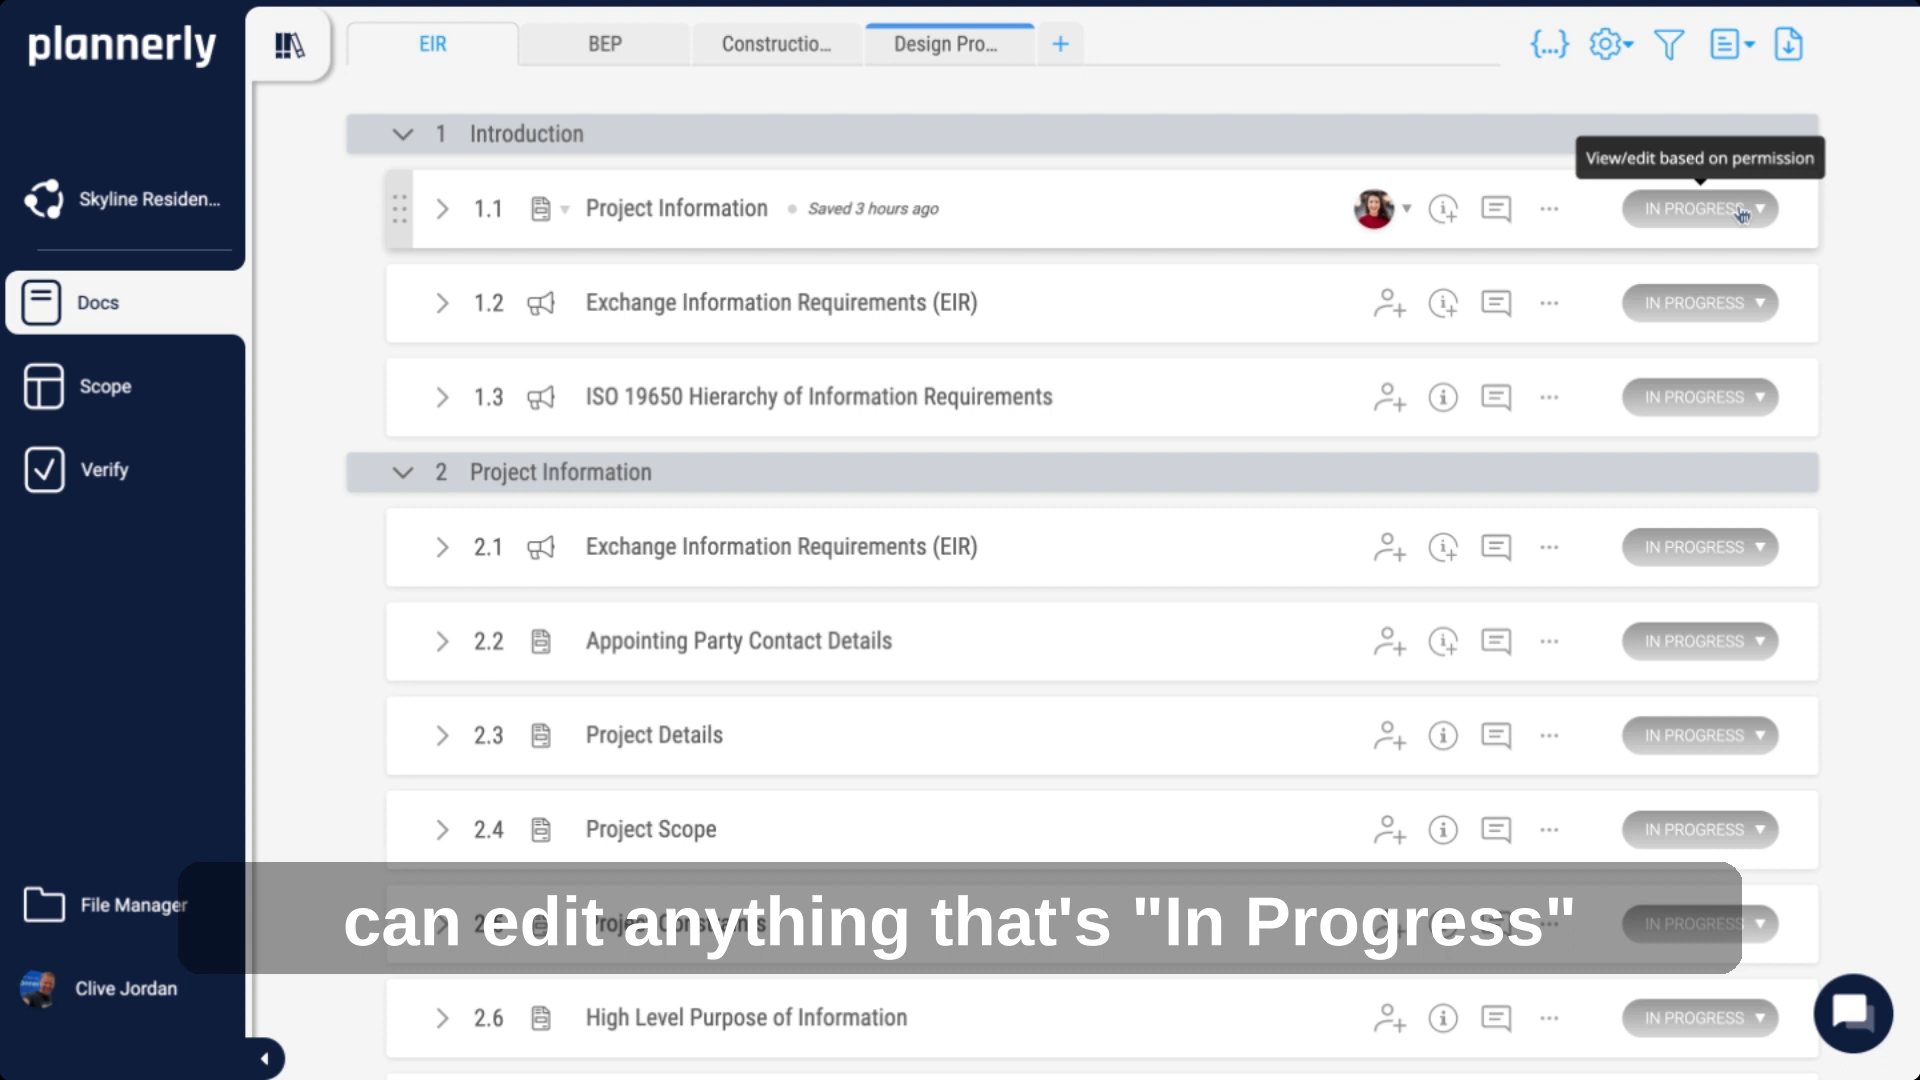 plannerly
Skyline Residen...
Docs
Scope
Verify
File Manager
Clive Jordan
EIR
BEP
Constructio...
Design Pro...
+
{...}
1 Introduction
View/edit based on permission
1.1 Project Information • Saved 3 hours ago IN PROGRESS
1.2 Exchange Information Requirements (EIR) IN PROGRESS
1.3 ISO 19650 Hierarchy of Information Requirements IN PROGRESS
2 Project Information
2.1 Exchange Information Requirements (EIR) IN PROGRESS
2.2 Appointing Party Contact Details IN PROGRESS
2.3 Project Details IN PROGRESS
2.4 Project Scope IN PROGRESS
2.5 Project Constraints IN PROGRESS
can edit anything that's "In Progress"
2.6 High Level Purpose of Information IN PROGRESS